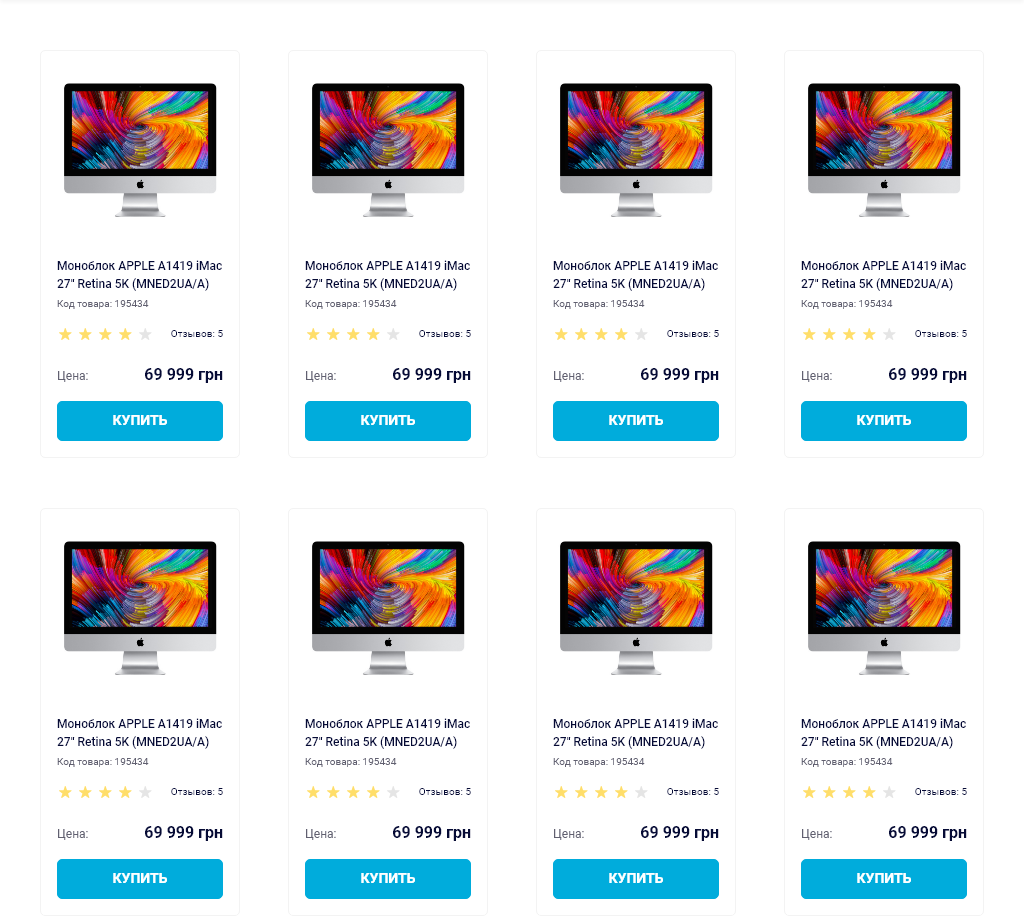 Моноблок APPLE A1419 iMac
27" Retina 5K (MNED2UA/A)
Код товара: 195434
Отзывов: 5
Цена: 69 999 грн
КУПИТЬ
Моноблок APPLE A1419 iMac
27" Retina 5K (MNED2UA/A)
Код товара: 195434
Отзывов: 5
Цена: 69 999 грн
КУПИТЬ
Моноблок APPLE A1419 iMac
27" Retina 5K (MNED2UA/A)
Код товара: 195434
Отзывов: 5
Цена: 69 999 грн
КУПИТЬ
Моноблок APPLE A1419 iMac
27" Retina 5K (MNED2UA/A)
Код товара: 195434
Отзывов: 5
Цена: 69 999 грн
КУПИТЬ
Моноблок APPLE A1419 iMac
27" Retina 5K (MNED2UA/A)
Код товара: 195434
Отзывов: 5
Цена: 69 999 грн
КУПИТЬ
Моноблок APPLE A1419 iMac
27" Retina 5K (MNED2UA/A)
Код товара: 195434
Отзывов: 5
Цена: 69 999 грн
КУПИТЬ
Моноблок APPLE A1419 iMac
27" Retina 5K (MNED2UA/A)
Код товара: 195434
Отзывов: 5
Цена: 69 999 грн
КУПИТЬ
Моноблок APPLE A1419 iMac
27" Retina 5K (MNED2UA/A)
Код товара: 195434
Отзывов: 5
Цена: 69 999 грн
КУПИТЬ